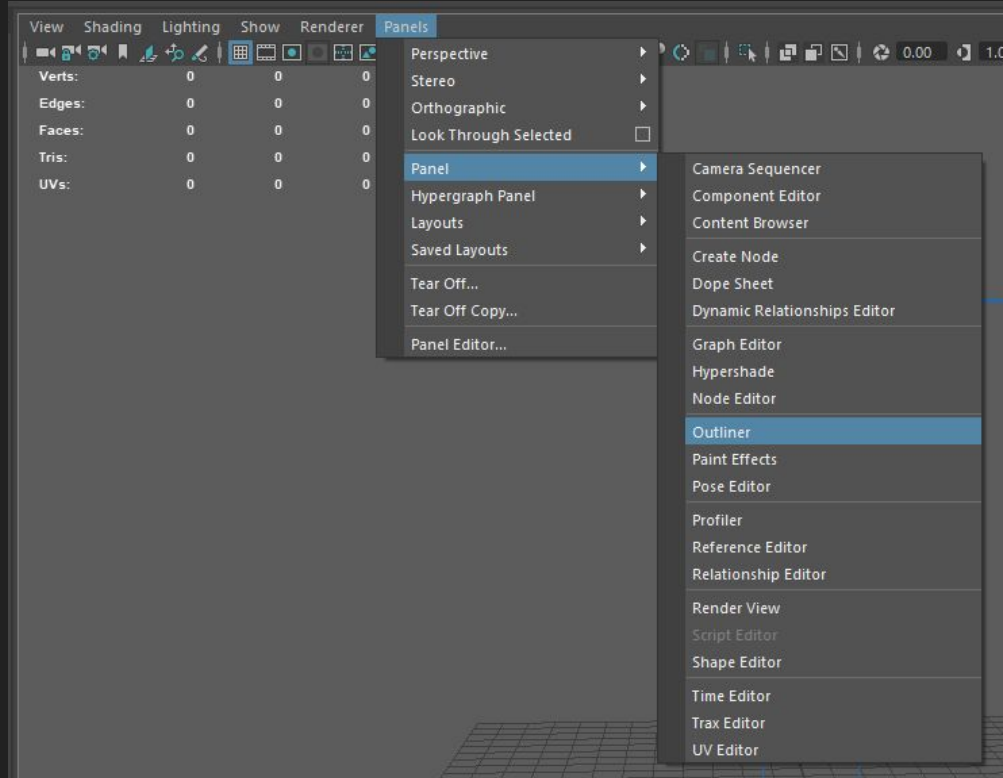 View Shading Lighting Show Renderer Panels
0.00 1.0
Verts: 0 0 0
Edges: 0 0 0
Faces: 0 0 0
Tris: 0 0 0
UVs: 0 0 0
Perspective
Stereo
Orthographic
Look Through Selected
Panel
Hypergraph Panel
Layouts
Saved Layouts
Tear Off...
Tear Off Copy...
Panel Editor...
Camera Sequencer
Component Editor
Content Browser
Create Node
Dope Sheet
Dynamic Relationships Editor
Graph Editor
Hypershade
Node Editor
Outliner
Paint Effects
Pose Editor
Profiler
Reference Editor
Relationship Editor
Render View
Script Editor
Shape Editor
Time Editor
Trax Editor
UV Editor